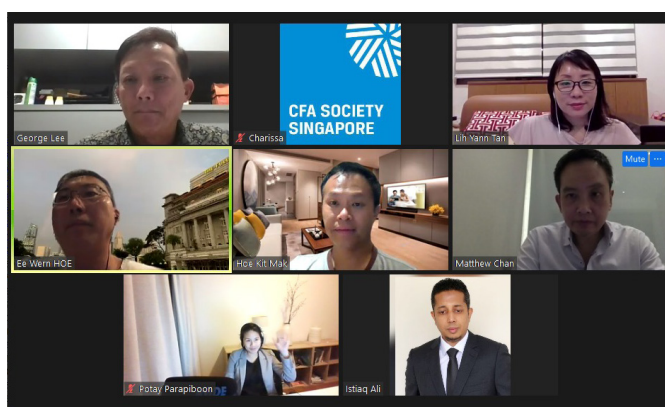 George Lee
CFA SOCIETY
SINGAPORE
Charissa
Lih Yann Tan
Ee Wern HOE
Hoe Kit Mak
Mute
Matthew Chan
Potay Parapiboon
Istiaq Ali